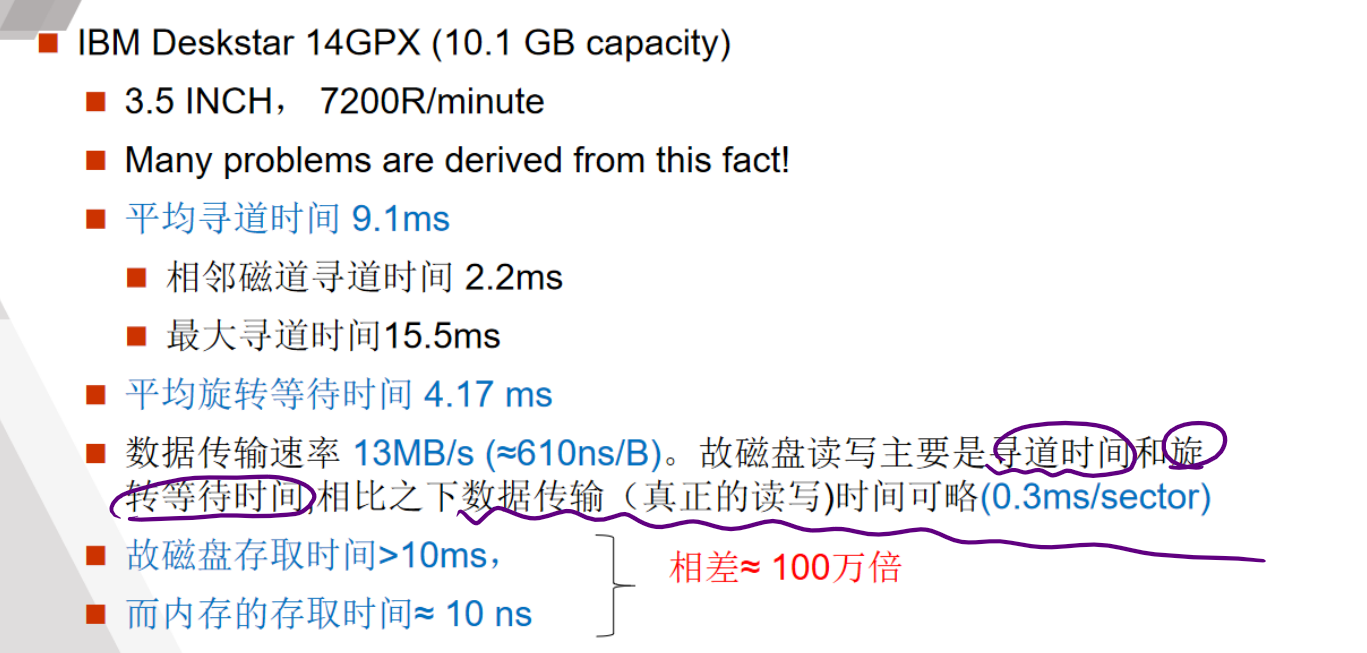 IBM Deskstar 14GPX (10.1 GB capacity)
3.5 INCH， 7200R/minute
Many problems are derived from this fact!
平均寻道时间 9.1ms
相邻磁道寻道时间 2.2ms
最大寻道时间15.5ms
平均旋转等待时间 4.17 ms
数据传输速率 13MB/s (≈610ns/B)。故磁盘读写主要是寻道时间和旋
转等待时间,相比之下数据传输（真正的读写)时间可略(0.3ms/sector)
故磁盘存取时间>10ms，
相差≈ 100万倍
而内存的存取时间≈ 10 ns